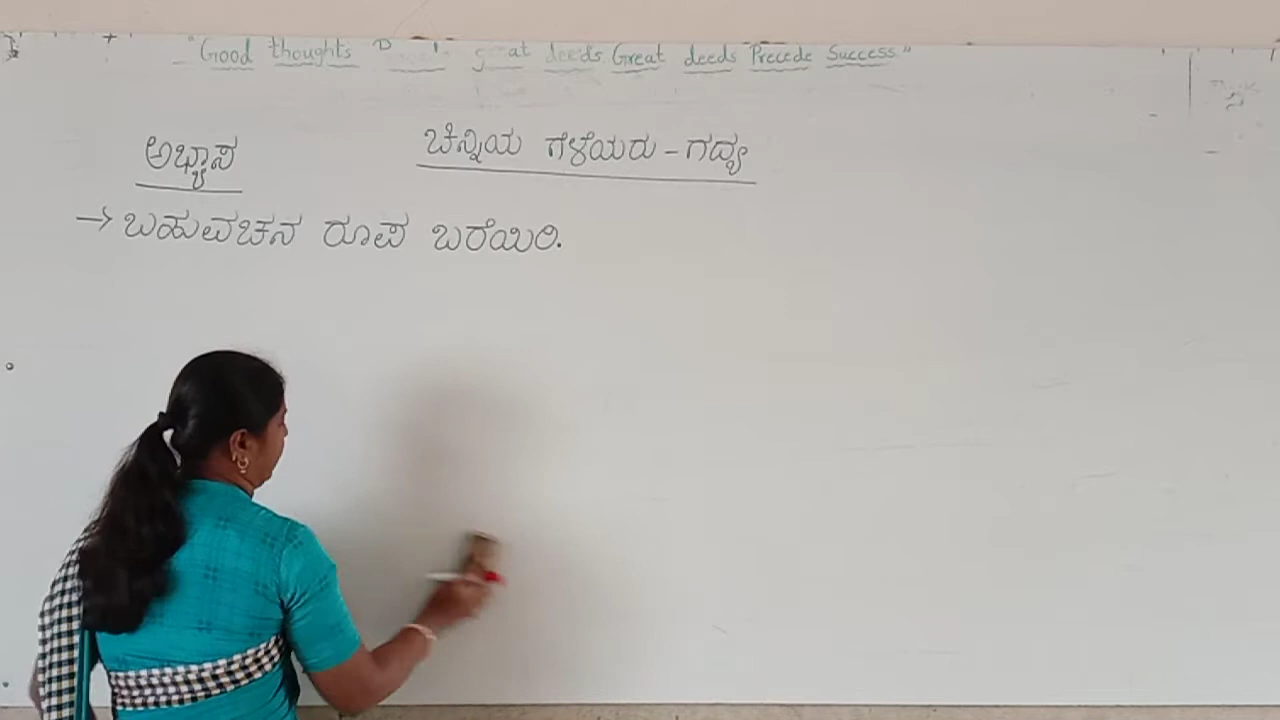 "Good thoughts great deeds. Great deeds Precede Success."
ಅಭ್ಯಾಸ
ಚೆನ್ನಿಯ ಗೆಳೆಯರು - ಗದ್ಯ
→ ಬಹುವಚನ ರೂಪ ಬರೆಯಿರಿ.